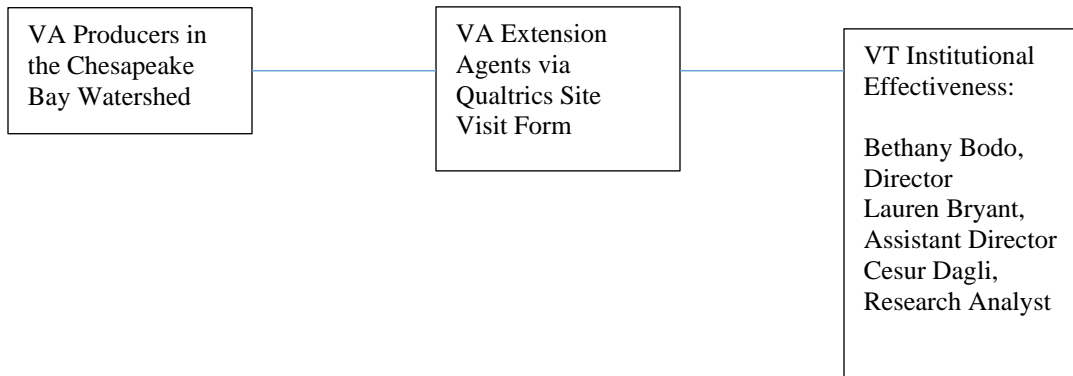 VA Producers in
the Chesapeake
Bay Watershed
VA Extension
Agents via
Qualtrics Site
Visit Form
VT Institutional
Effectiveness:
Bethany Bodo,
Director
Lauren Bryant,
Assistant Director
Cesur Dagli,
Research Analyst